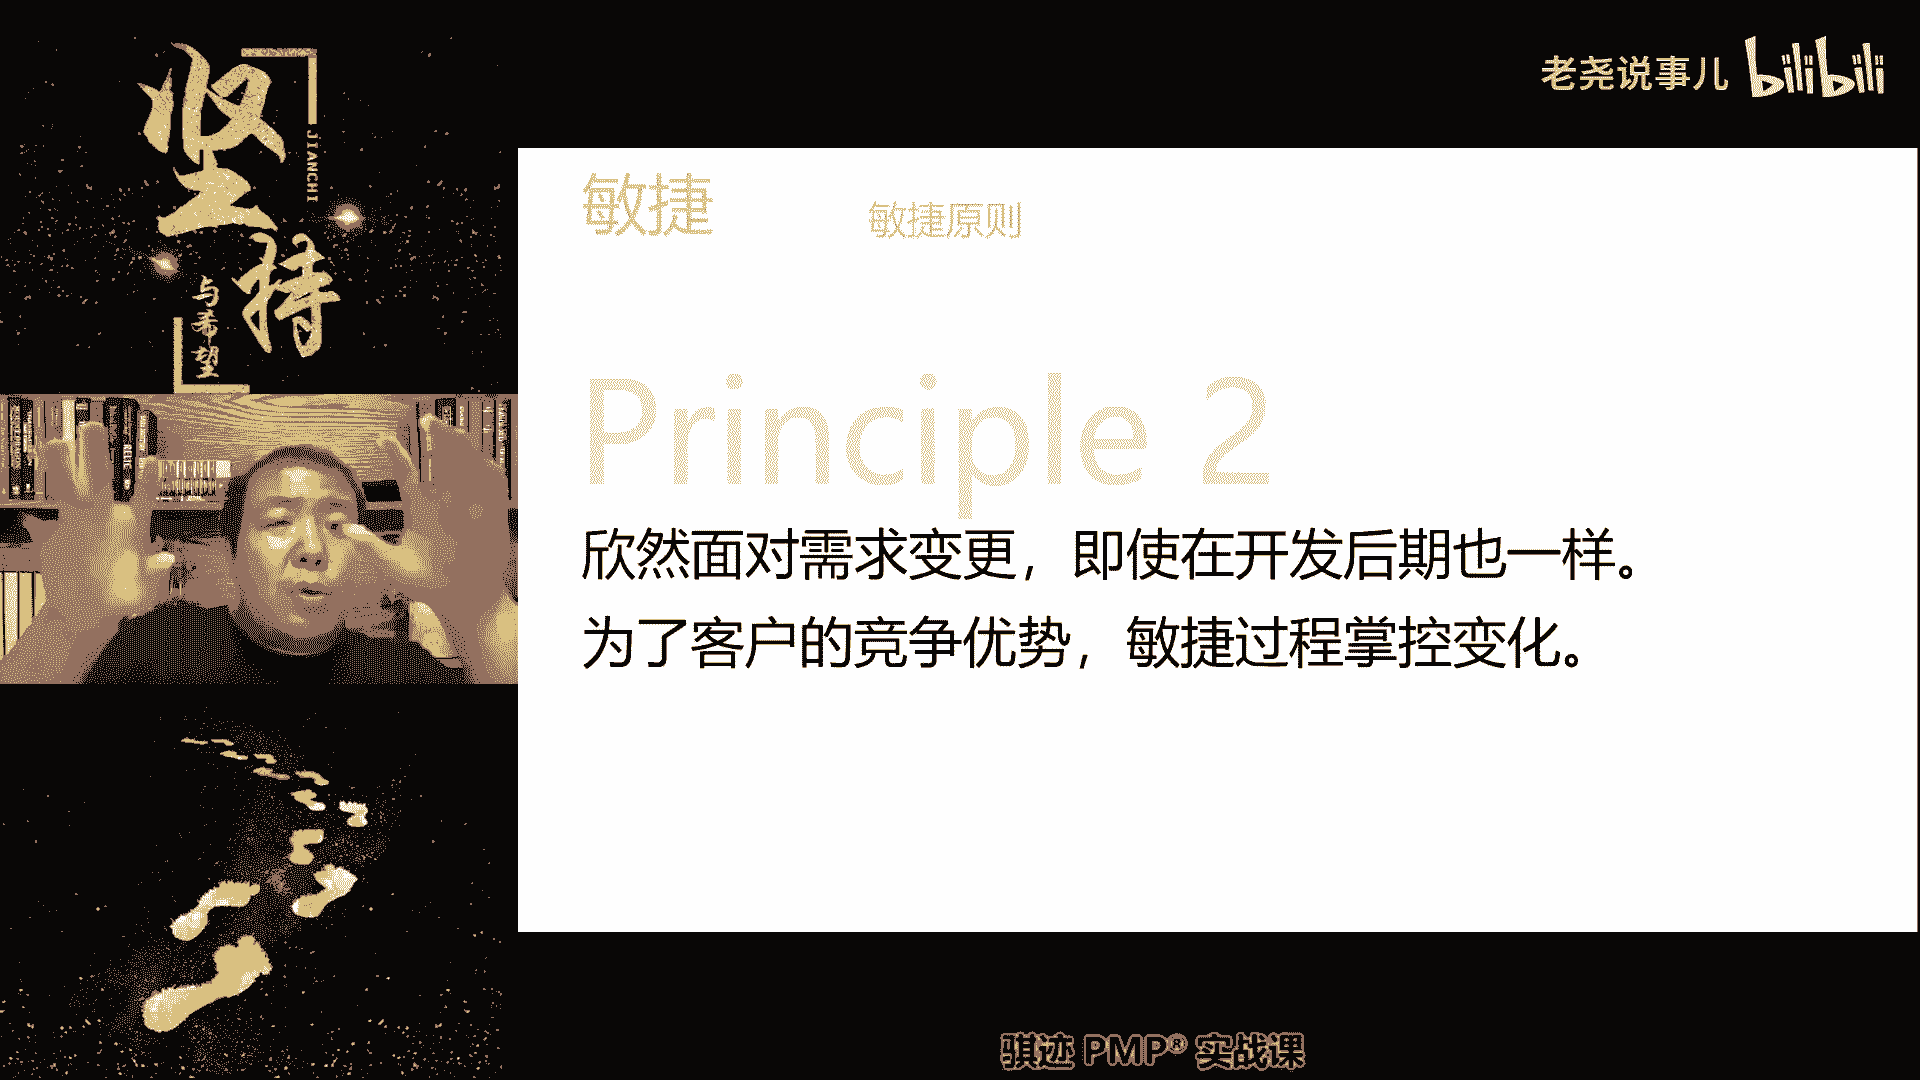 坚持
JIANCHI
与希望
老尧说事儿 bilibili
敏捷
敏捷原则
Principle 2
欣然面对需求变更，即使在开发后期也一样。
为了客户的竞争优势，敏捷过程掌控变化。
骐迹 PMP® 实战课